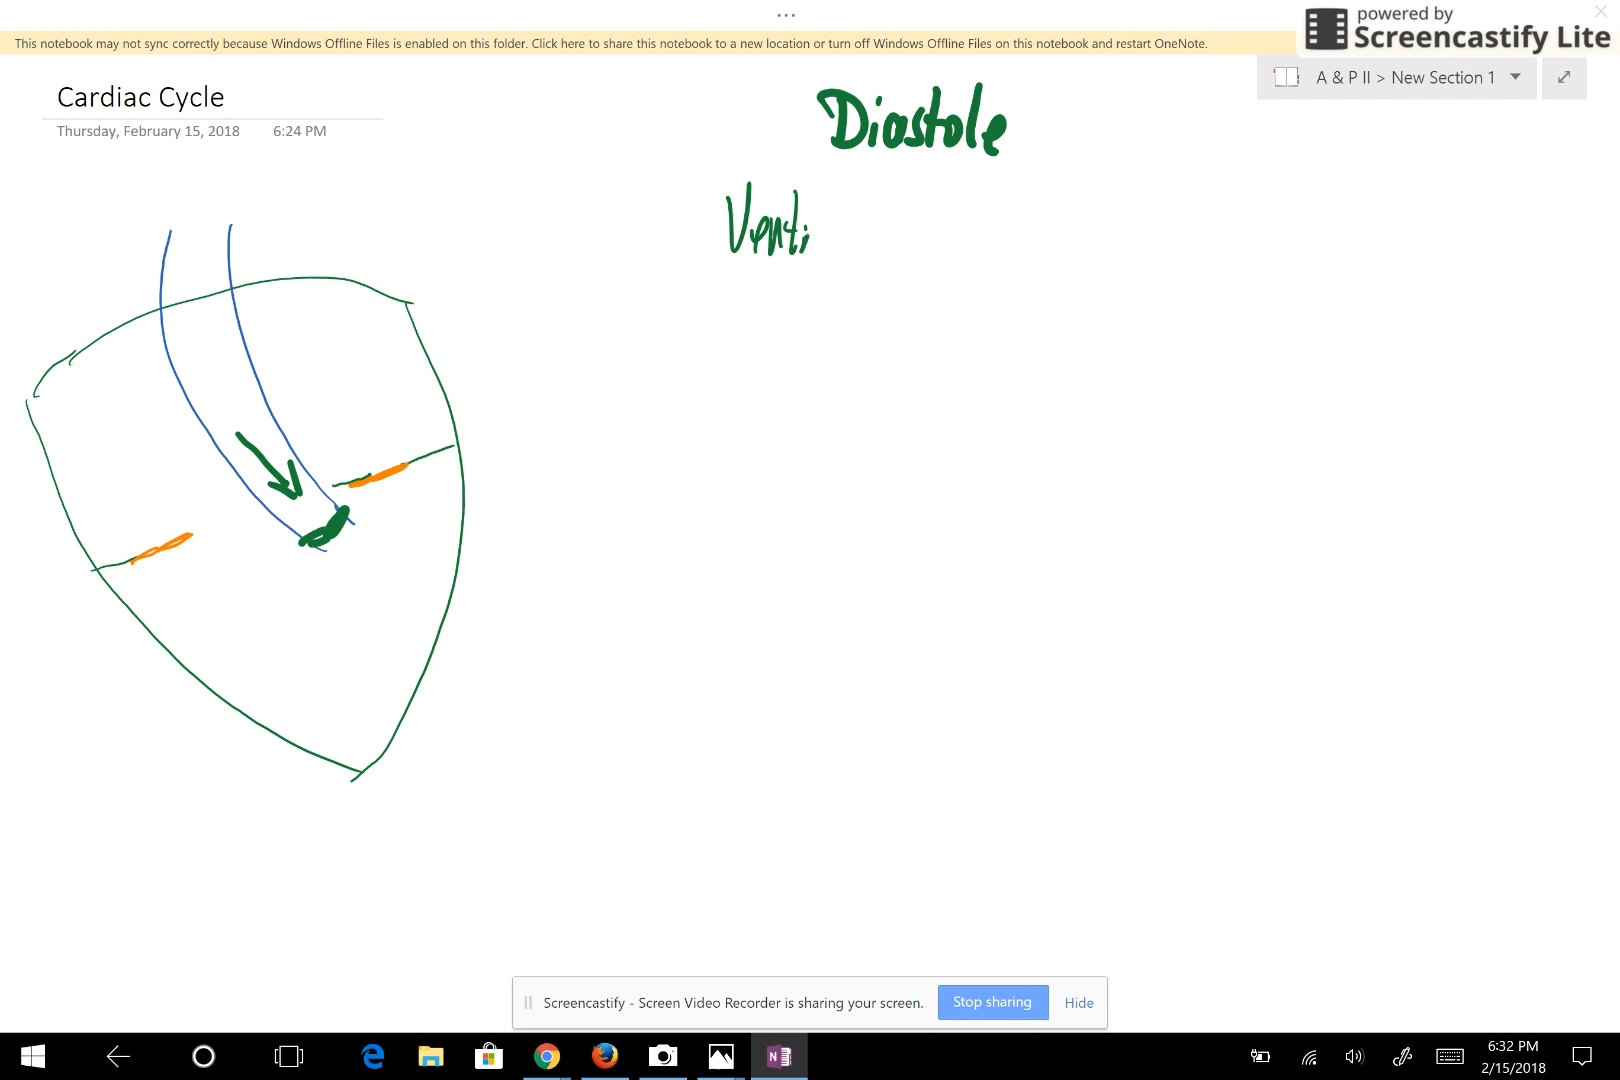 ...
powered by
Screencastify Lite
This notebook may not sync correctly because Windows Offline Files is enabled on this folder. Click here to share this notebook to a new location or turn off Windows Offline Files on this notebook and restart OneNote.
A & P II > New Section 1
Cardiac Cycle
Thursday, February 15, 2018 6:24 PM
Diastole
Venti
Screencastify - Screen Video Recorder is sharing your screen. Stop sharing Hide
6:32 PM
2/15/2018